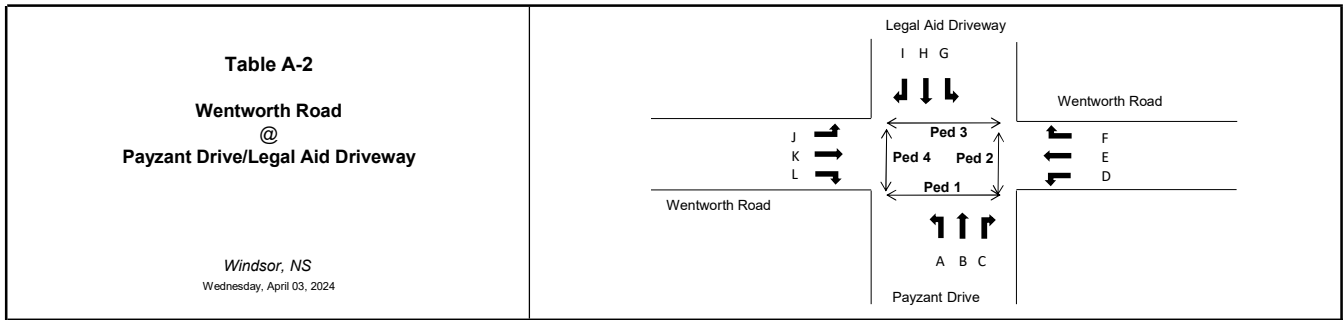 Table A-2
Wentworth Road
@
Payzant Drive/Legal Aid Driveway
Windsor, NS
Wednesday, April 03, 2024
Legal Aid Driveway
I H G
Wentworth Road
Ped 3
J
F
K
Ped 4 Ped 2
E
L
D
Ped 1
Wentworth Road
A B C
Payzant Drive